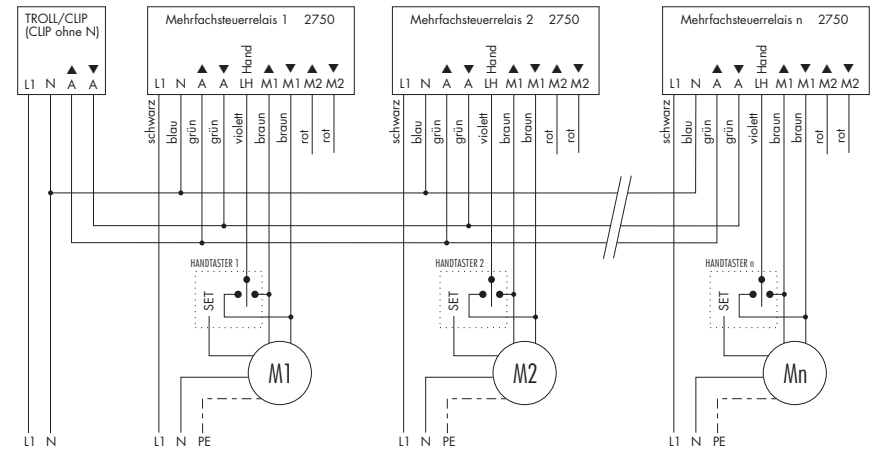 TROLL/CLIP
(CLIP ohne N)
L1 N A A
Mehrfachsteuerrelais 1 2750
Hand
L1 N A A LH M1 M1 M2 M2
schwarz
blau
grün
grün
violett
braun
braun
rot
rot
Mehrfachsteuerrelais 2 2750
Hand
L1 N A A LH M1 M1 M2 M2
schwarz
blau
grün
grün
violett
braun
braun
rot
rot
Mehrfachsteuerrelais n 2750
Hand
L1 N A A LH M1 M1 M2 M2
schwarz
blau
grün
grün
violett
braun
braun
rot
rot
HANDTASTER 1
SET
M1
HANDTASTER 2
SET
M2
HANDTASTER n
SET
Mn
L1 N
L1 N PE
L1 N PE
L1 N PE